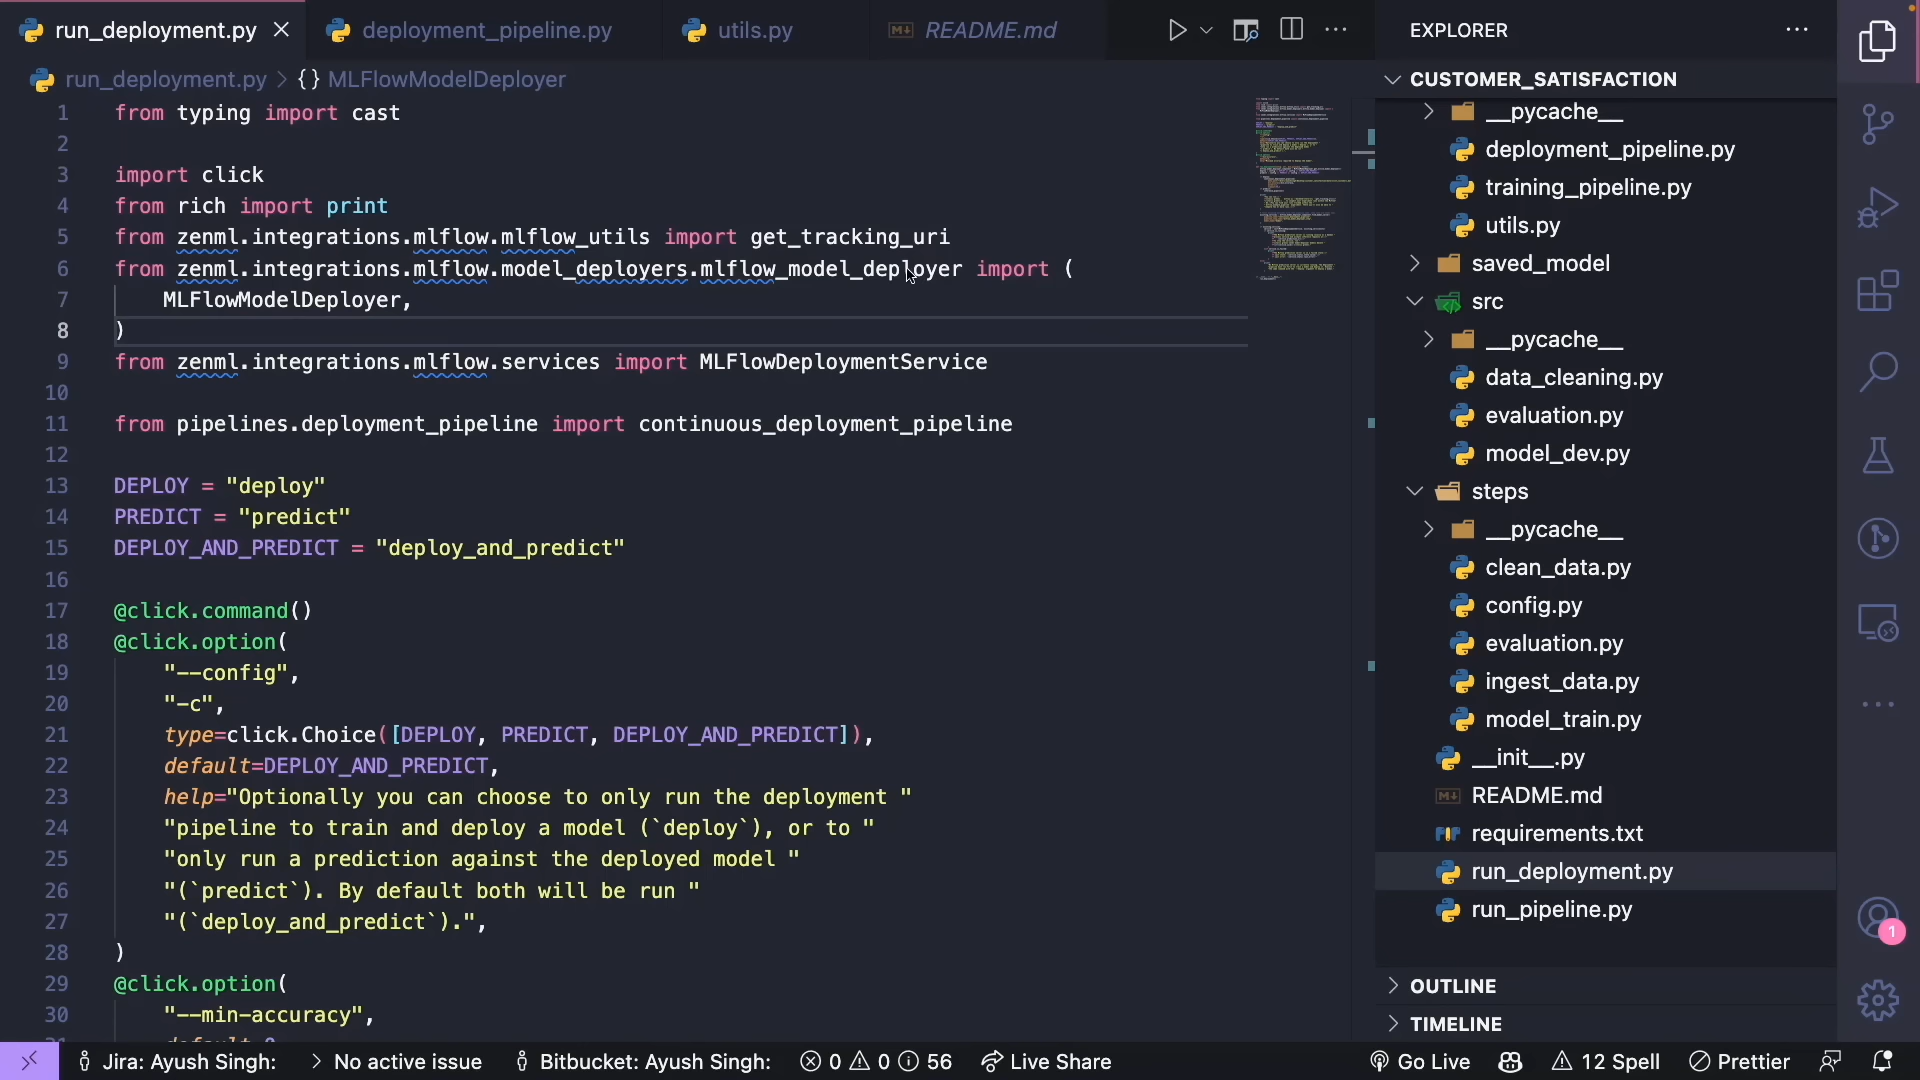 run_deployment.py
deployment_pipeline.py
utils.py
README.md
run_deployment.py > {} MLFlowModelDeployer
1 from typing import cast
2
3 import click
4 from rich import print
5 from zenml.integrations.mlflow.mlflow_utils import get_tracking_uri
6 from zenml.integrations.mlflow.model_deployers.mlflow_model_deployer import (
7 MLFlowModelDeployer,
8 )
9 from zenml.integrations.mlflow.services import MLFlowDeploymentService
10
11 from pipelines.deployment_pipeline import continuous_deployment_pipeline
12
13 DEPLOY = "deploy"
14 PREDICT = "predict"
15 DEPLOY_AND_PREDICT = "deploy_and_predict"
16
17 @click.command()
18 @click.option(
19 "--config",
20 "-c",
21 type=click.Choice([DEPLOY, PREDICT, DEPLOY_AND_PREDICT]),
22 default=DEPLOY_AND_PREDICT,
23 help="Optionally you can choose to only run the deployment "
24 "pipeline to train and deploy a model (`deploy`), or to "
25 "only run a prediction against the deployed model "
26 "(`predict`). By default both will be run "
27 "(`deploy_and_predict`).",
28 )
29 @click.option(
30 "--min-accuracy",
EXPLORER
CUSTOMER_SATISFACTION
__pycache__
deployment_pipeline.py
training_pipeline.py
utils.py
saved_model
src
__pycache__
data_cleaning.py
evaluation.py
model_dev.py
steps
__pycache__
clean_data.py
config.py
evaluation.py
ingest_data.py
model_train.py
__init__.py
README.md
requirements.txt
run_deployment.py
run_pipeline.py
OUTLINE
TIMELINE
1
Jira: Ayush Singh: > No active issue Bitbucket: Ayush Singh: 0 0 56 Live Share Go Live 12 Spell Prettier